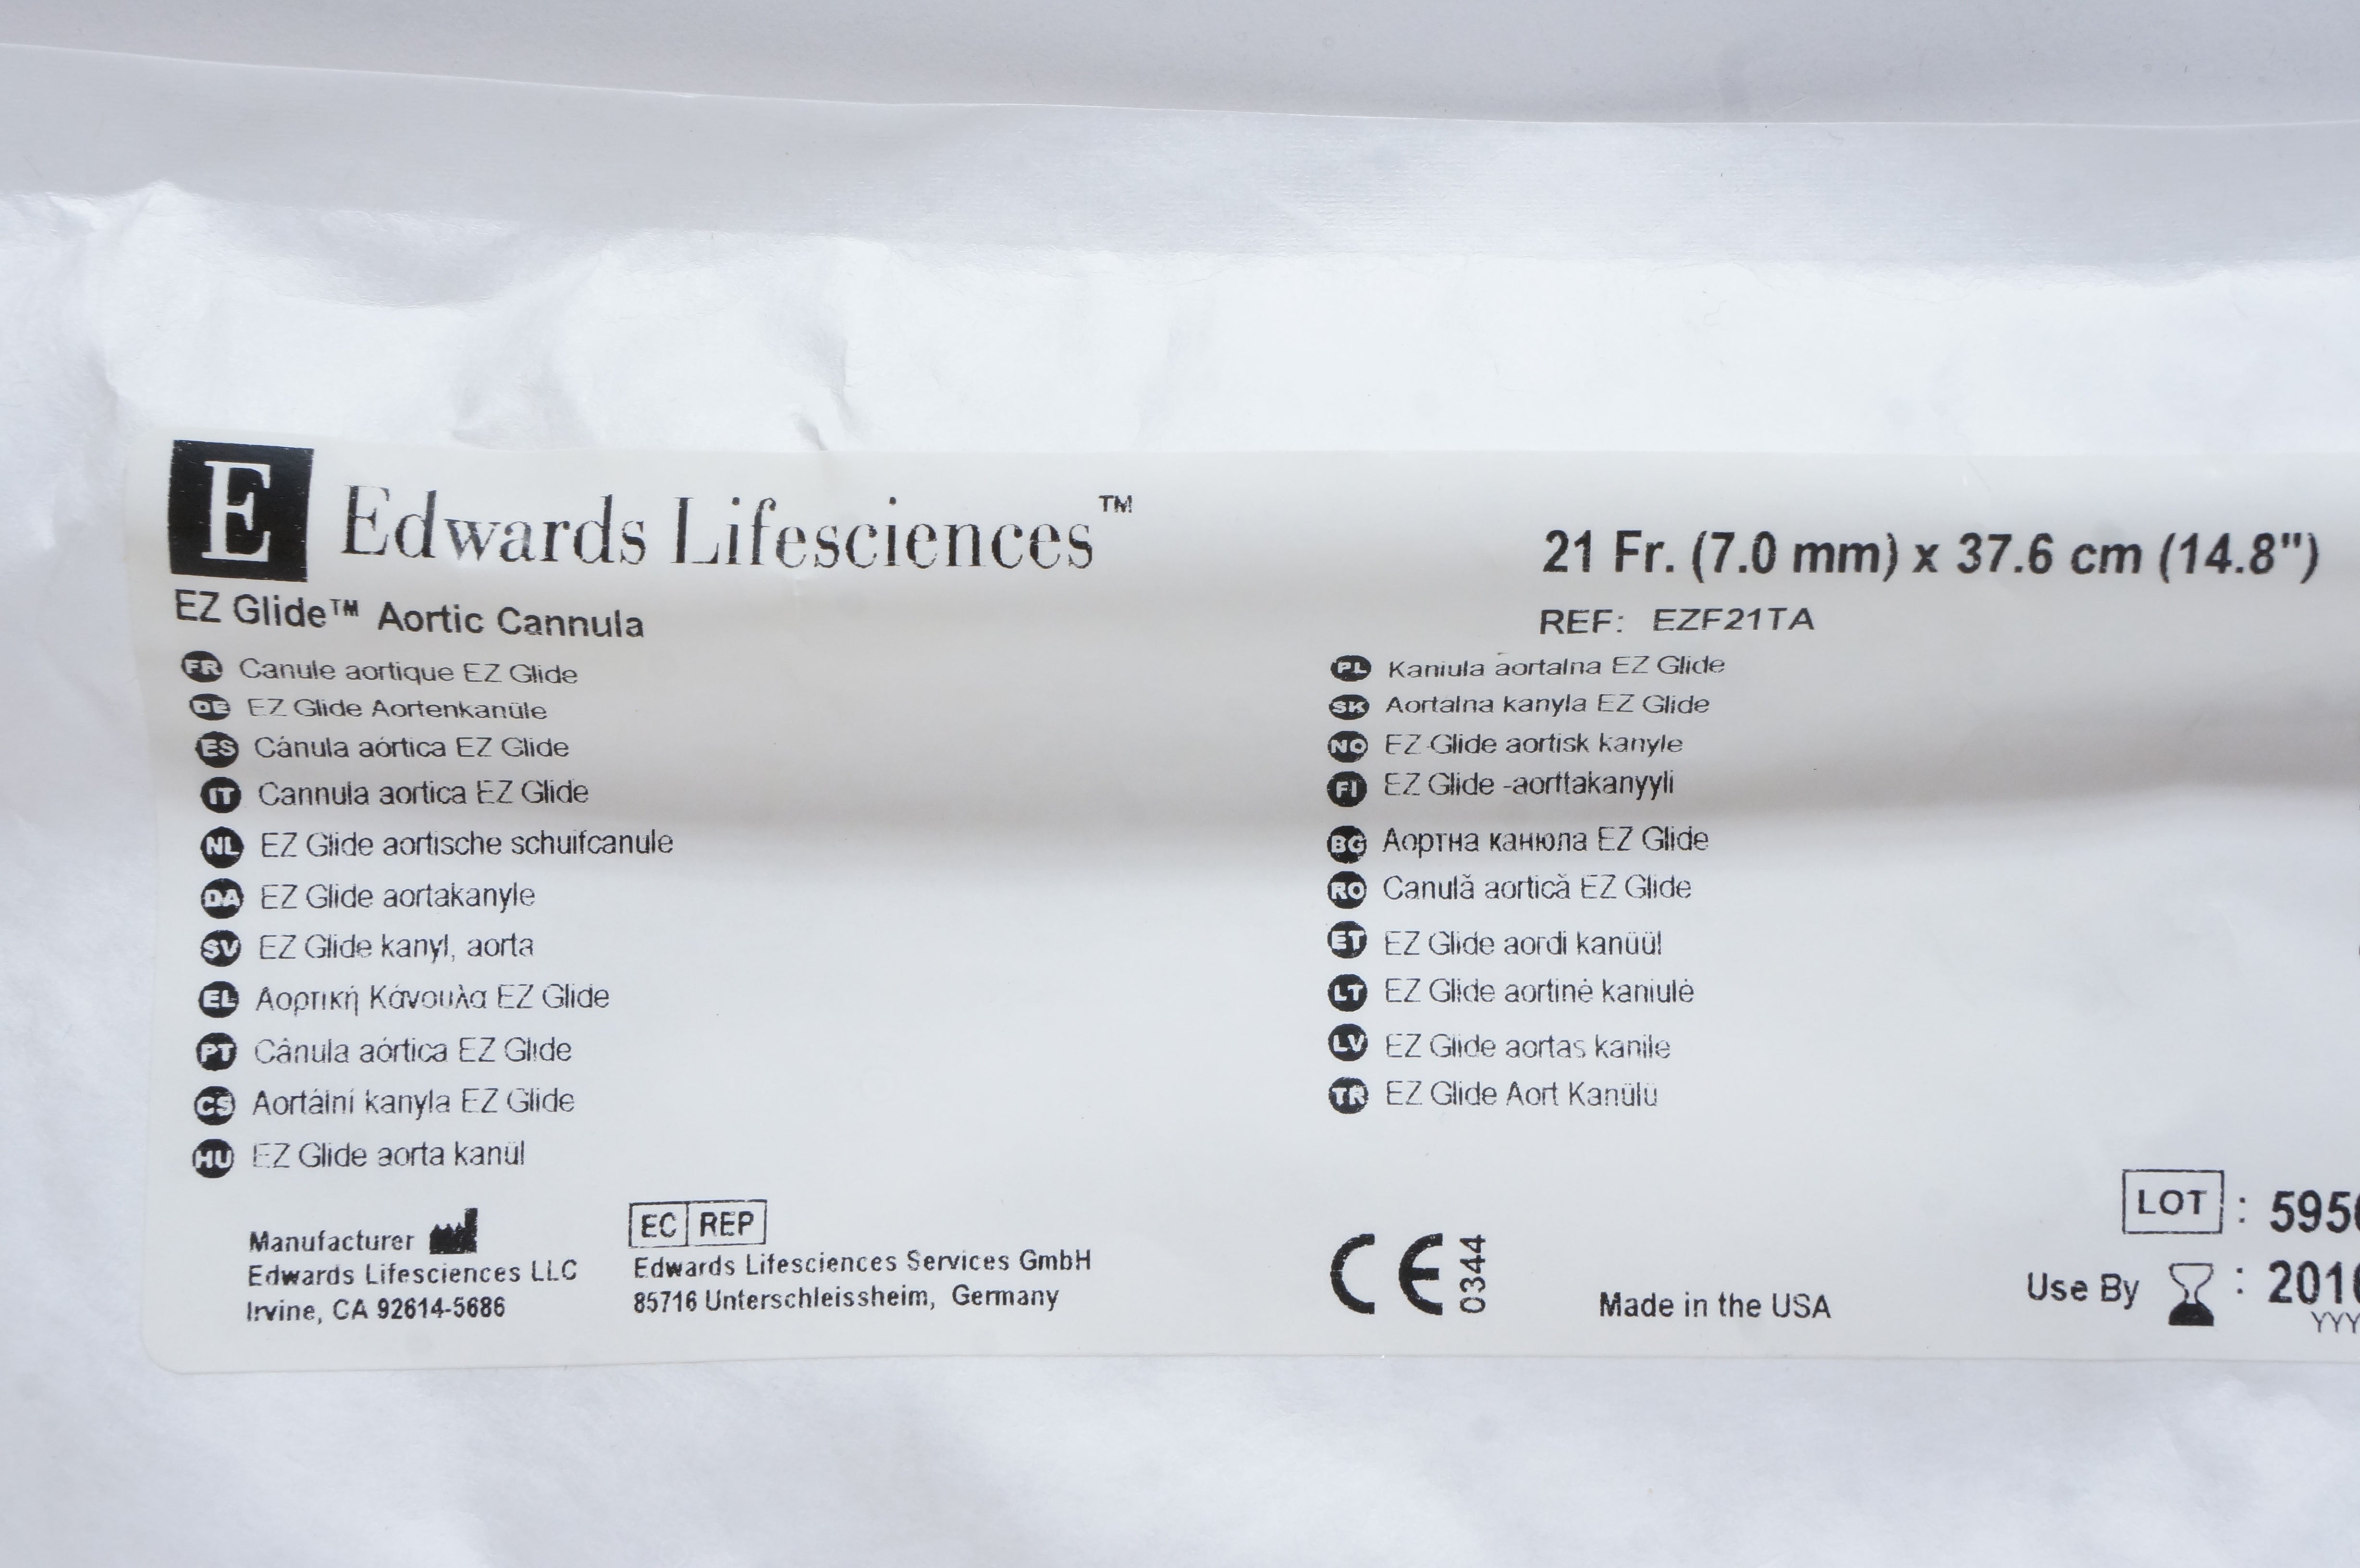 E Edwards Lifesciences™
EZ Glide™ Aortic Cannula
FR Canule aortique EZ Glide
DE EZ Glide Aortenkanüle
ES Cánula aórtica EZ Glide
IT Cannula aortica EZ Glide
NL EZ Glide aortische schuifcanule
DA EZ Glide aortakanyle
SV EZ Glide kanyl, aorta
EL Αορτική Κάνουλα EZ Glide
PT Cânula aórtica EZ Glide
CS Aortální kanyla EZ Glide
HU EZ Glide aorta kanül
21 Fr. (7.0 mm) x 37.6 cm (14.8")
REF: EZF21TA
PL Kaniula aortalna EZ Glide
SK Aortálna kanyla EZ Glide
NO EZ Glide aortisk kanyle
FI EZ Glide -aorttakanyyli
BG Аортна канюла EZ Glide
RO Canulă aortică EZ Glide
ET EZ Glide aordi kanüül
LT EZ Glide aortinė kaniulė
LV EZ Glide aortas kanile
TR EZ Glide Aort Kanülü
Manufacturer
Edwards Lifesciences LLC
Irvine, CA 92614-5686
EC REP
Edwards Lifesciences Services GmbH
85716 Unterschleissheim, Germany
CE 0344
Made in the USA
LOT : 595
Use By : 201
YYY